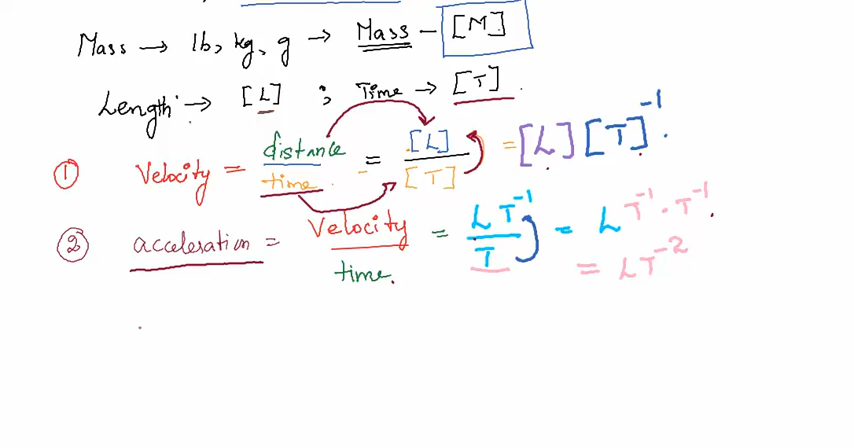 Mass → lb, kg, g → Mass - [M]
Length → [L] ; Time → [T]
① Velocity = distance / time = [L] / [T] = [L] [T]⁻¹.
② acceleration = Velocity / time. = LT⁻¹ / T = L T⁻¹ · T⁻¹.
= LT⁻²